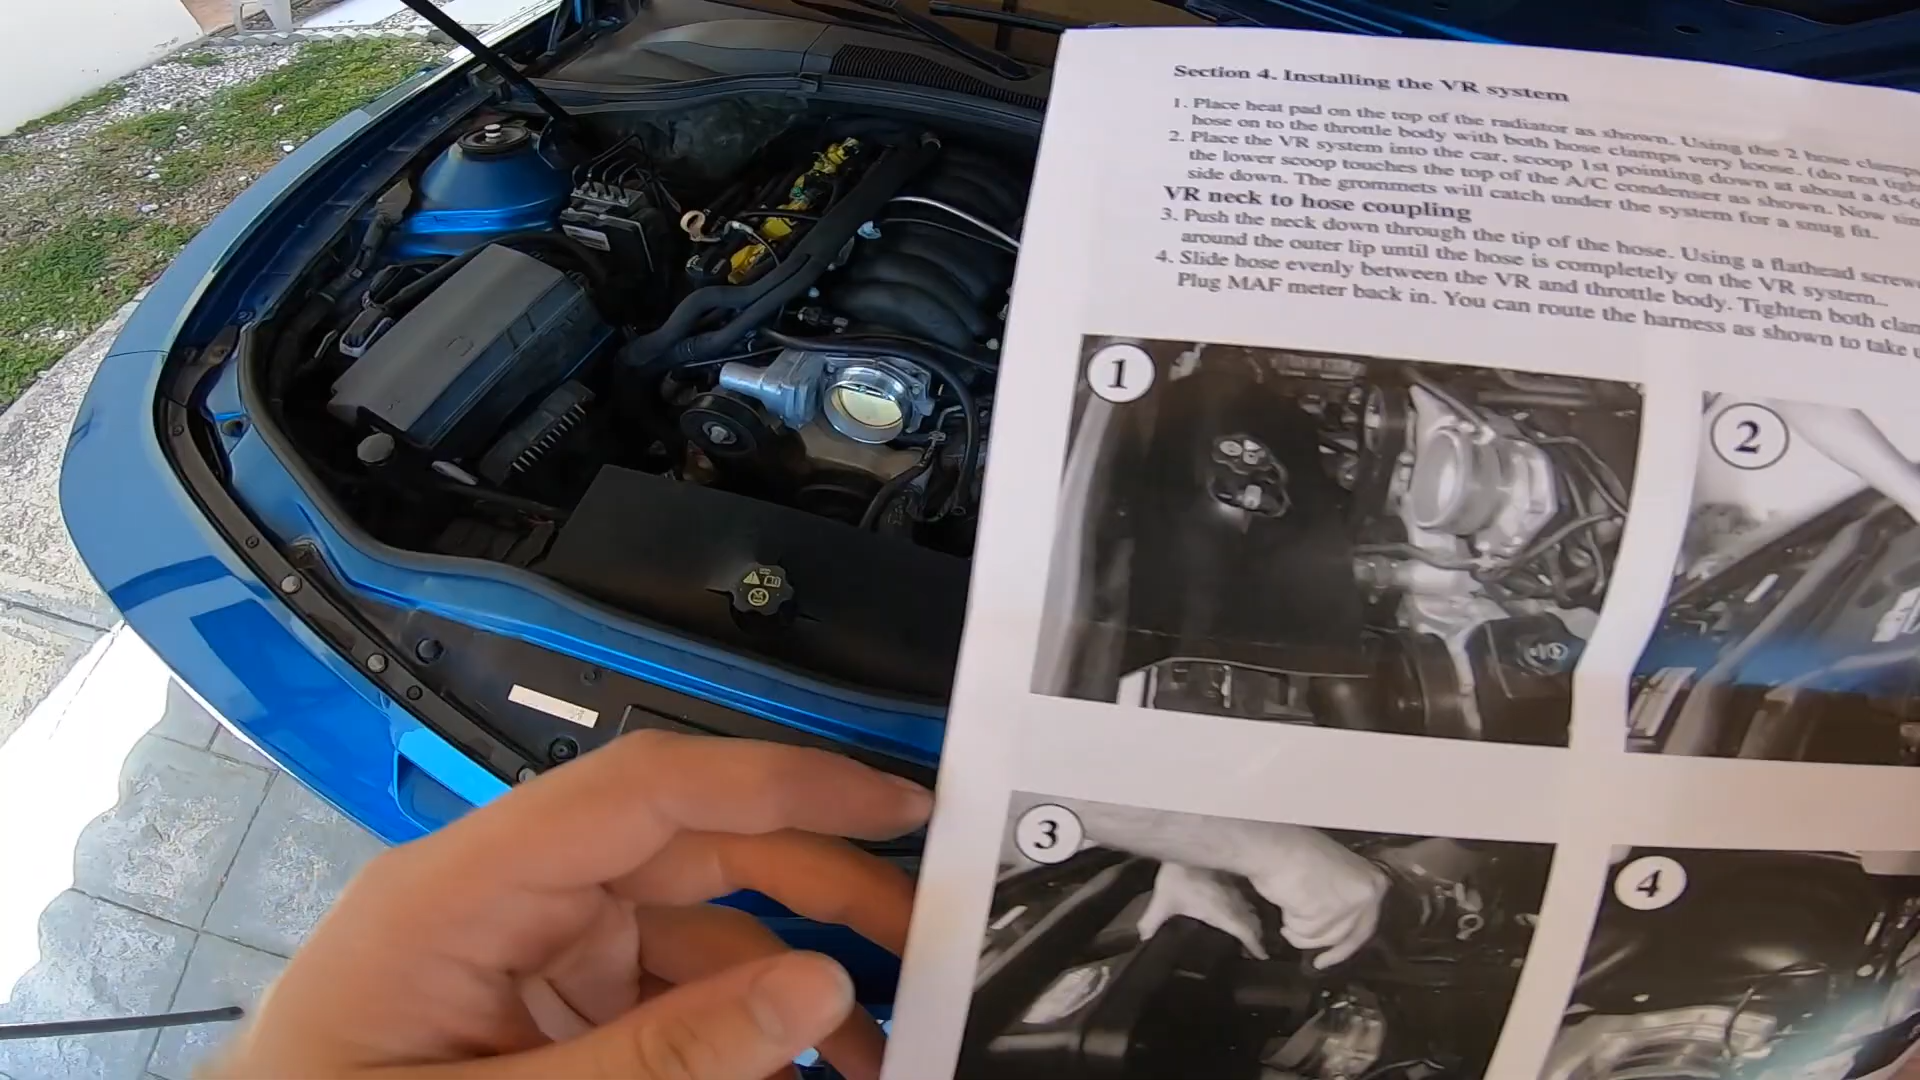 Section 4. Installing the VR system
1. Place heat pad on the top of the radiator as shown. Using the 2 hose clamps
hose on to the throttle body with both hose clamps very loose. (do not
2. Place the VR system into the car, scoop 1st pointing down at about a 45-
the lower scoop touches the top of the A/C condenser as shown. Now
side down. The grommets will catch under the system for a snug fit.
VR neck to hose coupling
3. Push the neck down through the tip of the hose. Using a flathead
around the outer lip until the hose is completely on the VR system..
4. Slide hose evenly between the VR and throttle body. Tighten both
Plug MAF meter back in. You can route the harness as shown to take
1
2
3
4